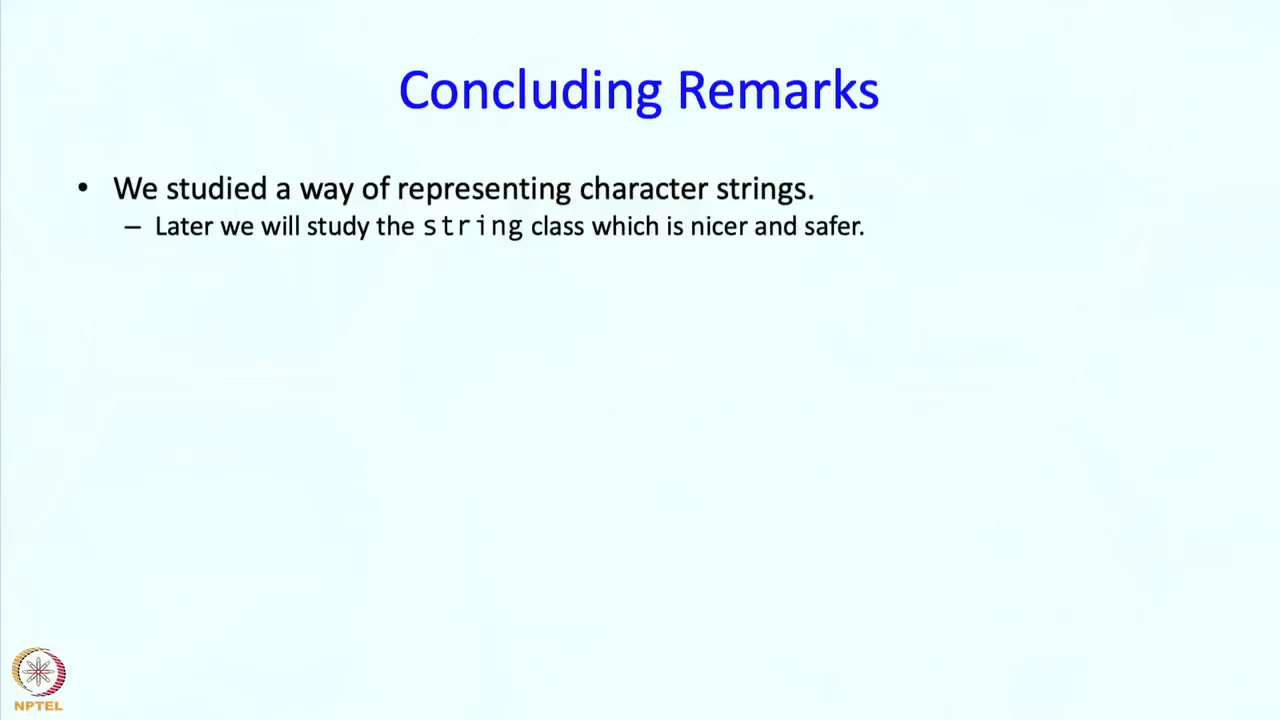 Concluding Remarks
• We studied a way of representing character strings.
– Later we will study the string class which is nicer and safer.
NPTEL